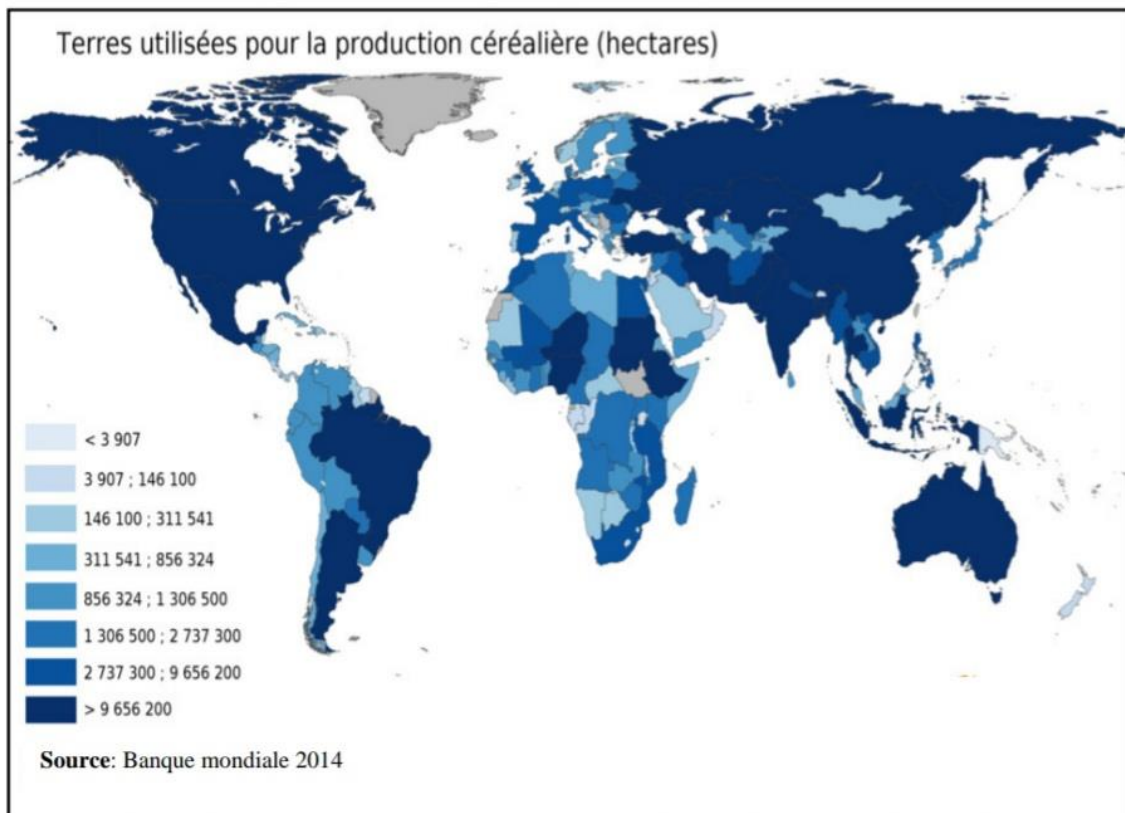 Terres utilisées pour la production céréalière (hectares)
< 3 907
3 907 ; 146 100
146 100 ; 311 541
311 541 ; 856 324
856 324 ; 1 306 500
1 306 500 ; 2 737 300
2 737 300 ; 9 656 200
> 9 656 200
Source: Banque mondiale 2014